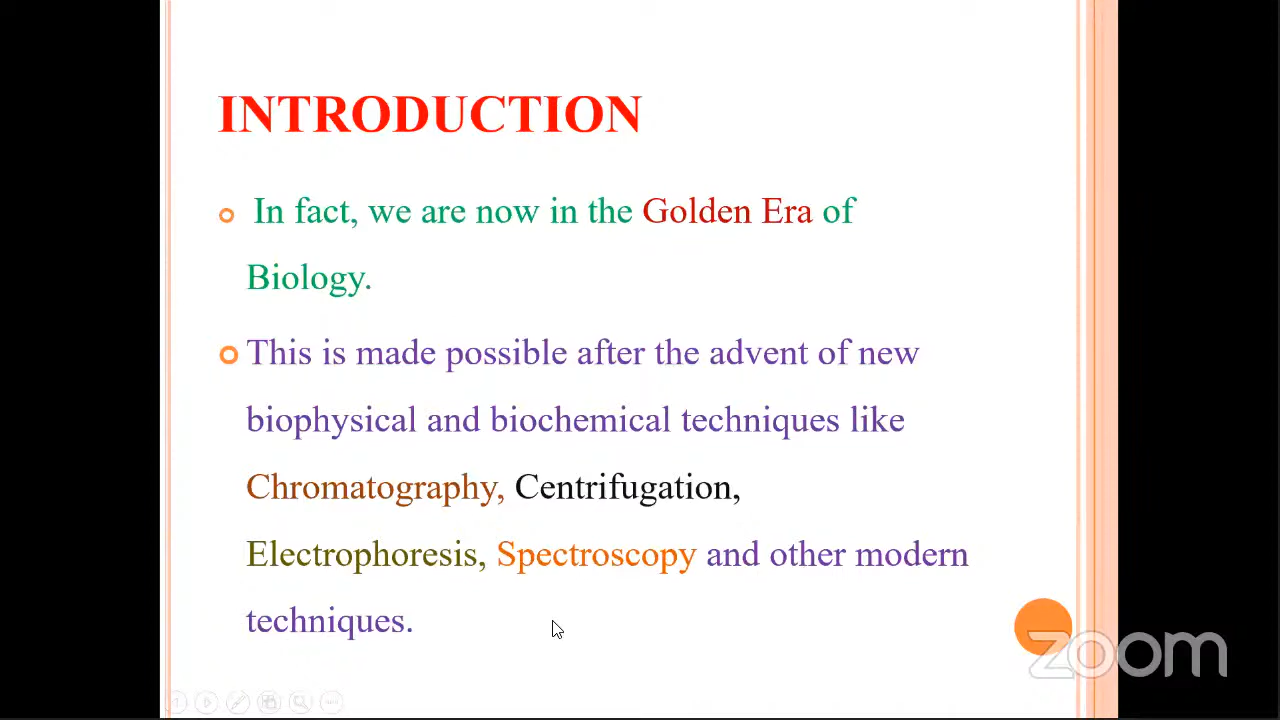 INTRODUCTION
In fact, we are now in the Golden Era of
Biology.
This is made possible after the advent of new
biophysical and biochemical techniques like
Chromatography, Centrifugation,
Electrophoresis, Spectroscopy and other modern
techniques.
zoom